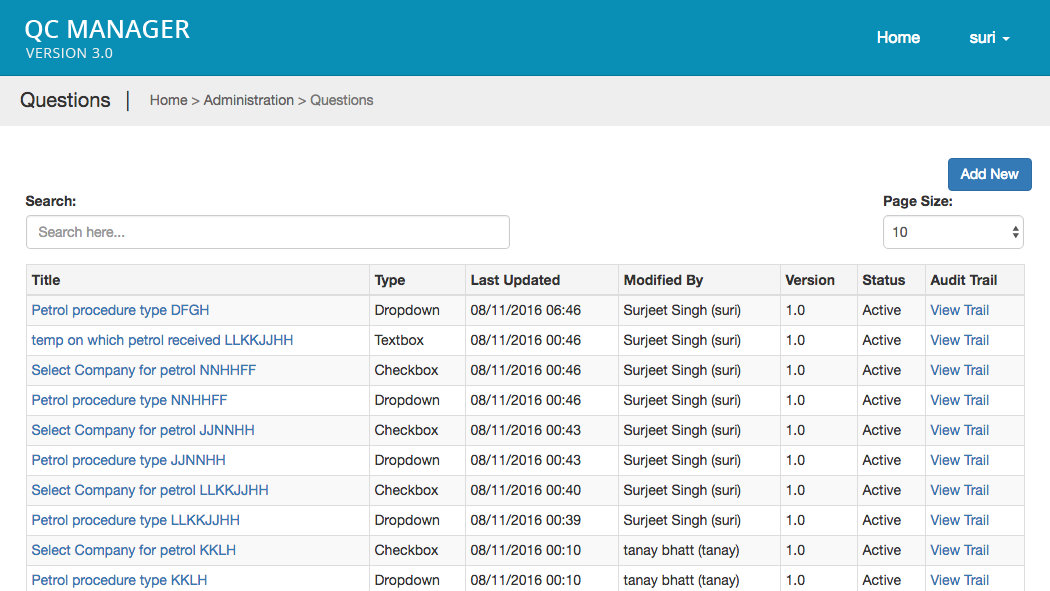 QC MANAGER
VERSION 3.0
Home suri
Questions | Home > Administration > Questions
Add New
Search: Page Size:
Search here... 10
Title Type Last Updated Modified By Version Status Audit Trail
Petrol procedure type DFGH Dropdown 08/11/2016 06:46 Surjeet Singh (suri) 1.0 Active View Trail
temp on which petrol received LLKKJJHH Textbox 08/11/2016 00:46 Surjeet Singh (suri) 1.0 Active View Trail
Select Company for petrol NNHHFF Checkbox 08/11/2016 00:46 Surjeet Singh (suri) 1.0 Active View Trail
Petrol procedure type NNHHFF Dropdown 08/11/2016 00:46 Surjeet Singh (suri) 1.0 Active View Trail
Select Company for petrol JJNNHH Checkbox 08/11/2016 00:43 Surjeet Singh (suri) 1.0 Active View Trail
Petrol procedure type JJNNHH Dropdown 08/11/2016 00:43 Surjeet Singh (suri) 1.0 Active View Trail
Select Company for petrol LLKKJJHH Checkbox 08/11/2016 00:40 Surjeet Singh (suri) 1.0 Active View Trail
Petrol procedure type LLKKJJHH Dropdown 08/11/2016 00:39 Surjeet Singh (suri) 1.0 Active View Trail
Select Company for petrol KKLH Checkbox 08/11/2016 00:10 tanay bhatt (tanay) 1.0 Active View Trail
Petrol procedure type KKLH Dropdown 08/11/2016 00:10 tanay bhatt (tanay) 1.0 Active View Trail